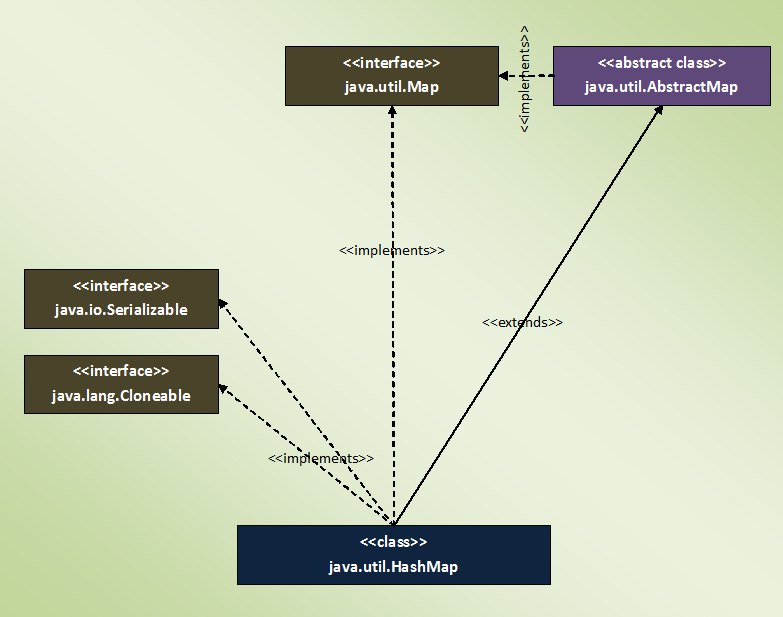 <<interface>>
java.util.Map
<<implements>>
<<abstract class>>
java.util.AbstractMap
<<implements>>
<<interface>>
java.io.Serializable
<<extends>>
<<interface>>
java.lang.Cloneable
<<implements>>
<<class>>
java.util.HashMap